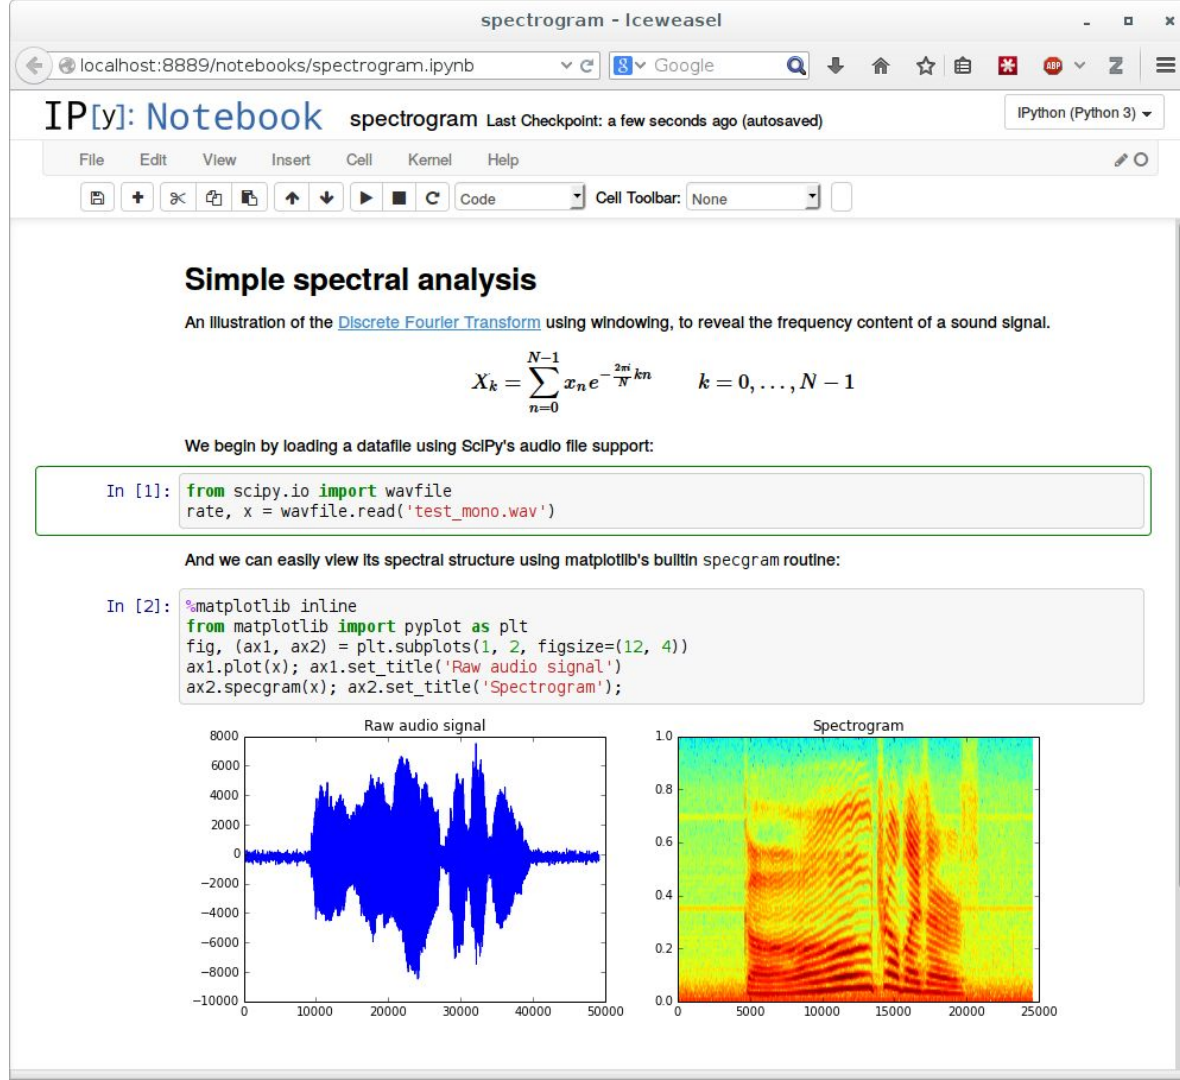 spectrogram - Iceweasel
localhost:8889/notebooks/spectrogram.ipynb
8 Google ABP Z
IP[y]: Notebook spectrogram Last Checkpoint: a few seconds ago (autosaved) IPython (Python 3)
File Edit View Insert Cell Kernel Help
Code Cell Toolbar: None
Simple spectral analysis
An illustration of the Discrete Fourier Transform using windowing, to reveal the frequency content of a sound signal.
X_k = \sum_{n=0}^{N-1} x_n e^{-\frac{2\pi i}{N} kn} k = 0, . . . , N − 1
We begin by loading a datafile using SciPy's audio file support:
In [1]: from scipy.io import wavfile
rate, x = wavfile.read('test_mono.wav')
And we can easily view its spectral structure using matplotlib's builtin specgram routine:
In [2]: %matplotlib inline
from matplotlib import pyplot as plt
fig, (ax1, ax2) = plt.subplots(1, 2, figsize=(12, 4))
ax1.plot(x); ax1.set_title('Raw audio signal')
ax2.specgram(x); ax2.set_title('Spectrogram');
Raw audio signal
8000
6000
4000
2000
0
−2000
−4000
−6000
−8000
−10000
0 10000 20000 30000 40000 50000
Spectrogram
1.0
0.8
0.6
0.4
0.2
0.0
0 5000 10000 15000 20000 25000